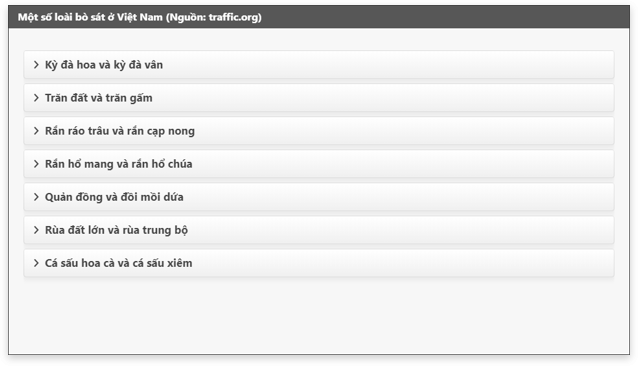 Một số loài bò sát ở Việt Nam (Nguồn: traffic.org)
Kỳ đà hoa và kỳ đà vân
Trăn đất và trăn gấm
Rắn ráo trâu và rắn cạp nong
Rắn hổ mang và rắn hổ chúa
Quản đồng và đồi mồi dứa
Rùa đất lớn và rùa trung bộ
Cá sấu hoa cà và cá sấu xiêm